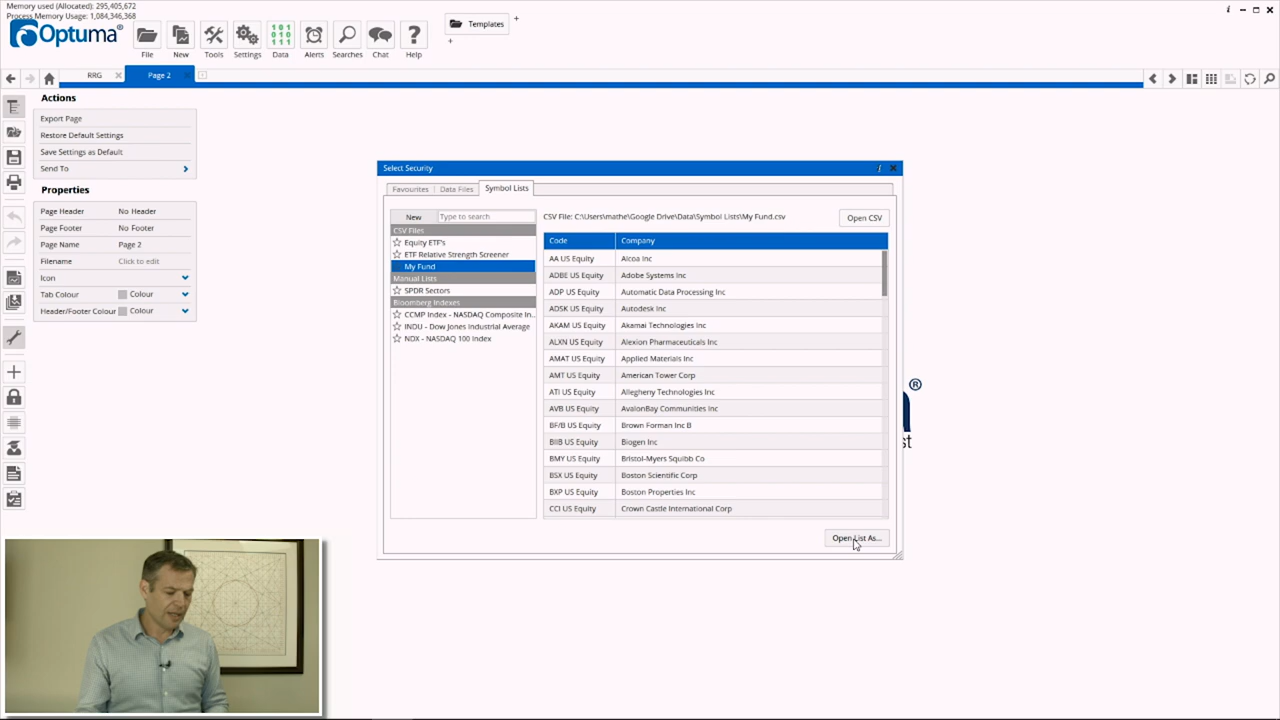 Memory used (Allocated): 295,405,672
Process Memory Usage: 1,084,346,368
Optuma®
File
New
Tools
Settings
Data
Alerts
Searches
Chat
Help
Templates
RRG
Page 2
Actions
Export Page
Restore Default Settings
Save Settings as Default
Send To
Properties
Page Header No Header
Page Footer No Footer
Page Name Page 2
Filename Click to edit
Icon
Tab Colour Colour
Header/Footer Colour Colour
Select Security
Favourites Data Files Symbol Lists
New Type to search
CSV Files
Equity ETF's
ETF Relative Strength Screener
My Fund
Manual Lists
SPDR Sectors
Bloomberg Indexes
CCMP Index - NASDAQ Composite In...
INDU - Dow Jones Industrial Average
NDX - NASDAQ 100 Index
CSV File: C:\Users\mathe\Google Drive\Data\Symbol Lists\My Fund.csv
Open CSV
Code Company
AA US Equity Alcoa Inc
ADBE US Equity Adobe Systems Inc
ADP US Equity Automatic Data Processing Inc
ADSK US Equity Autodesk Inc
AKAM US Equity Akamai Technologies Inc
ALXN US Equity Alexion Pharmaceuticals Inc
AMAT US Equity Applied Materials Inc
AMT US Equity American Tower Corp
ATI US Equity Allegheny Technologies Inc
AVB US Equity AvalonBay Communities Inc
BF/B US Equity Brown Forman Inc B
BIIB US Equity Biogen Inc
BMY US Equity Bristol-Myers Squibb Co
BSX US Equity Boston Scientific Corp
BXP US Equity Boston Properties Inc
CCI US Equity Crown Castle International Corp
Open List As...
®
st